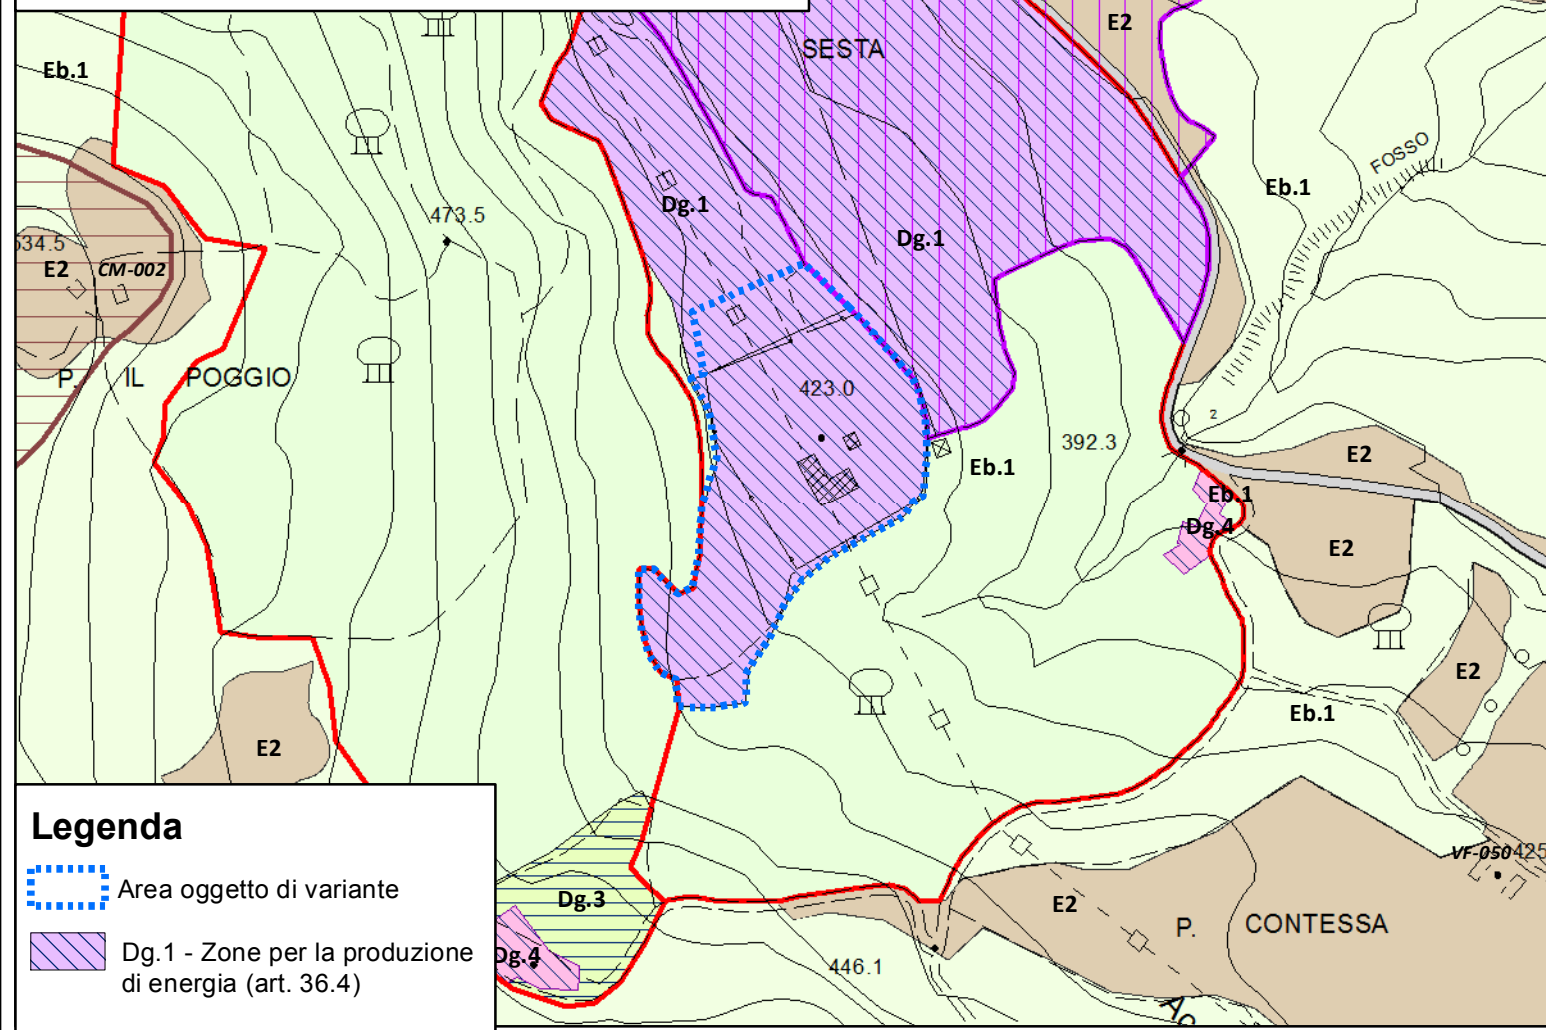 E2
SESTA
Eb.1
FOSSO
Eb.1
Dg.1
473.5
Dg.1
534.5
E2
CM-002
P.
IL
POGGIO
423.0
2
392.3
Eb.1
E2
Eb.1
Dg.4
E2
E2
Eb.1
E2
VF-050
425
Dg.3
E2
P.
CONTESSA
Dg.4
446.1
Ac
Legenda
Area oggetto di variante
Dg.1 - Zone per la produzione
di energia (art. 36.4)